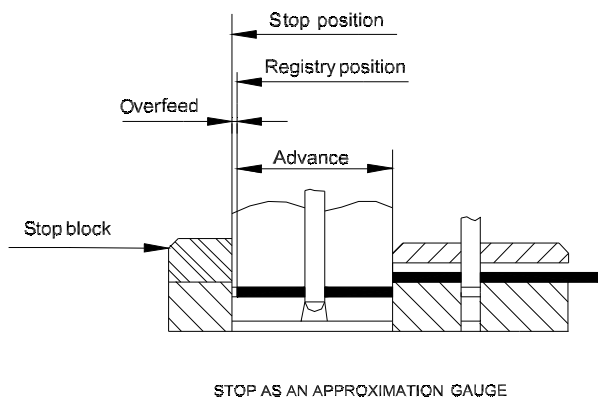 Stop position
Registry position
Overfeed
Advance
Stop block
STOP AS AN APPROXIMATION GAUGE